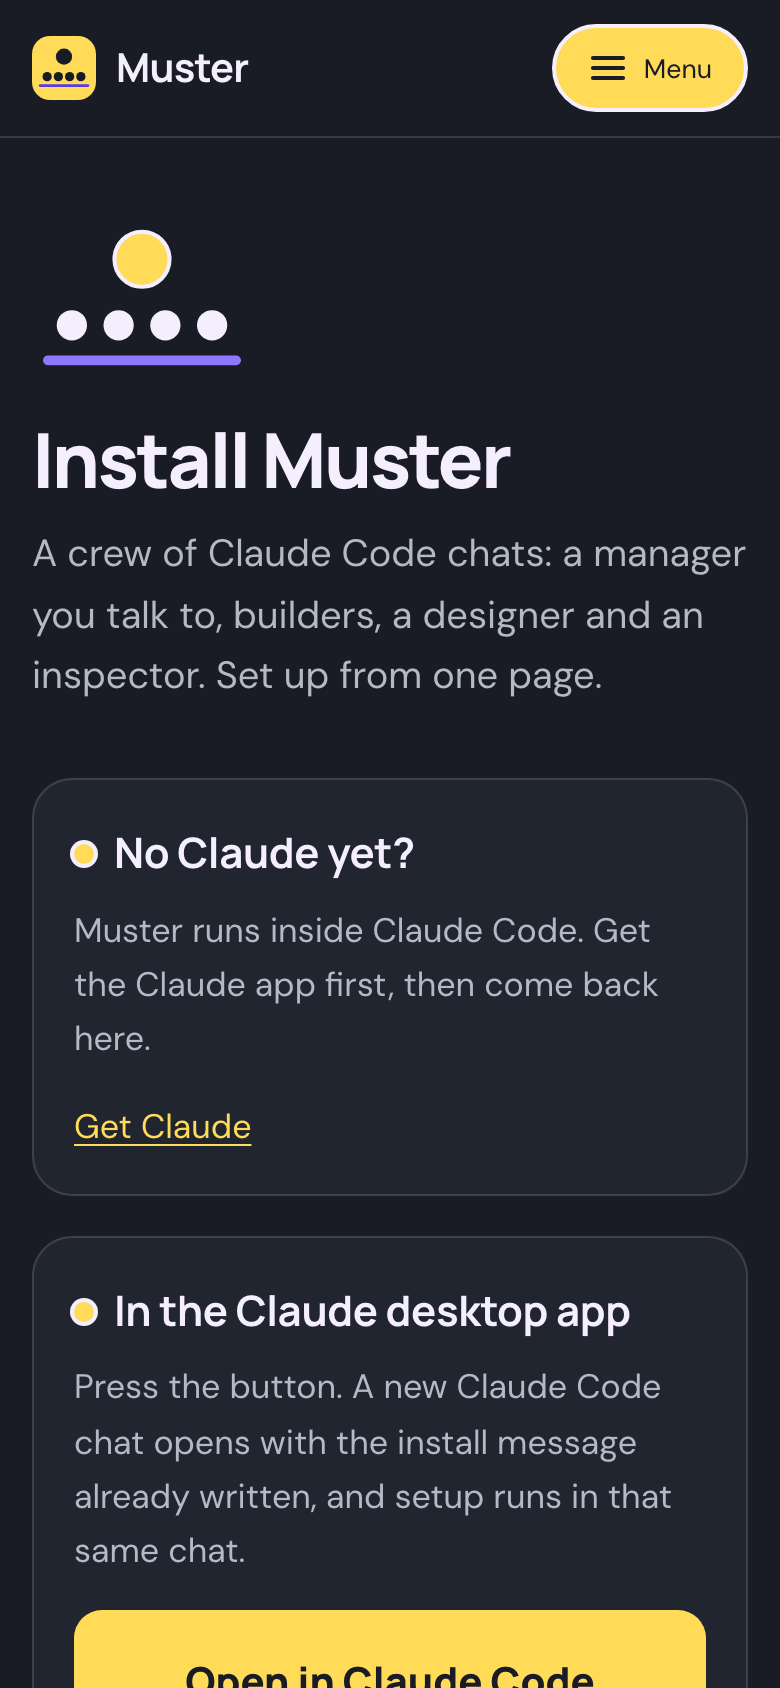 Muster
Menu
Install Muster
A crew of Claude Code chats: a manager
you talk to, builders, a designer and an
inspector. Set up from one page.
No Claude yet?
Muster runs inside Claude Code. Get
the Claude app first, then come back
here.
Get Claude
In the Claude desktop app
Press the button. A new Claude Code
chat opens with the install message
already written, and setup runs in that
same chat.
Open in Claude Code